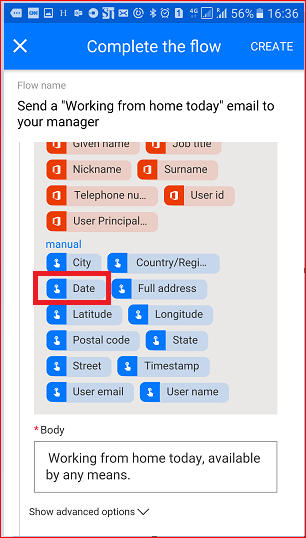 56% 16:36
Complete the flow CREATE
Flow name
Send a "Working from home today" email to
your manager
Given name Job title
Nickname Surname
Telephone nu... User id
User Principal...
manual
City Country/Regi...
Date Full address
Latitude Longitude
Postal code State
Street Timestamp
User email User name
* Body
Working from home today, available
by any means.
Show advanced options